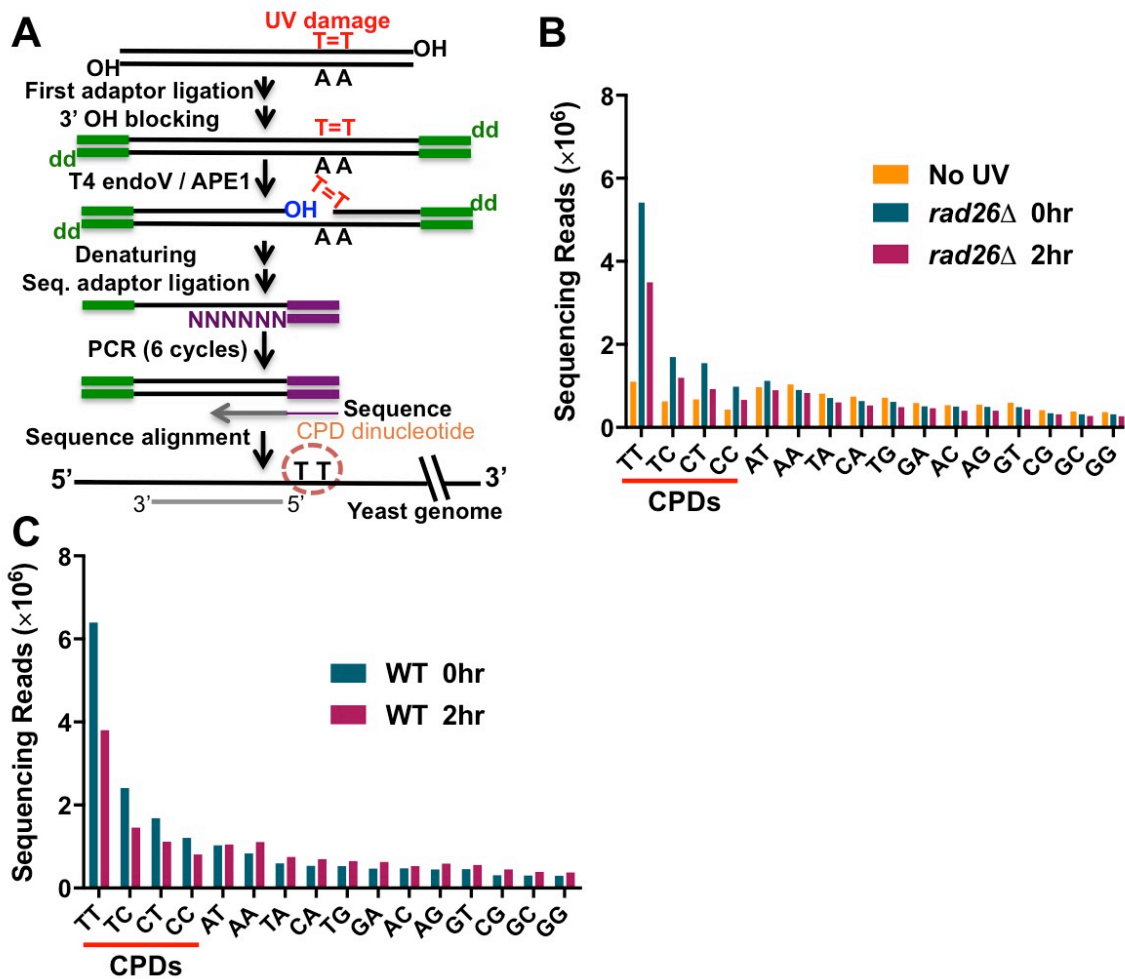 A
UV damage
T=T
OH
OH
A A
First adaptor ligation
3' OH blocking
T=T
dd
dd
A A
T4 endoV / APE1
T=T
OH
dd
dd
A A
Denaturing
Seq. adaptor ligation
NNNNNN
PCR (6 cycles)
Sequence
CPD dinucleotide
Sequence alignment
T T
5'
3'
3'
5'
Yeast genome
B
Sequencing Reads (×10⁶)
8
6
4
2
0
No UV
rad26Δ 0hr
rad26Δ 2hr
TT TC CT CC AT AA TA CA TG GA AC AG GT CG GC GG
CPDs
C
Sequencing Reads (×10⁶)
8
6
4
2
0
WT 0hr
WT 2hr
TT TC CT CC AT AA TA CA TG GA AC AG GT CG GC GG
CPDs